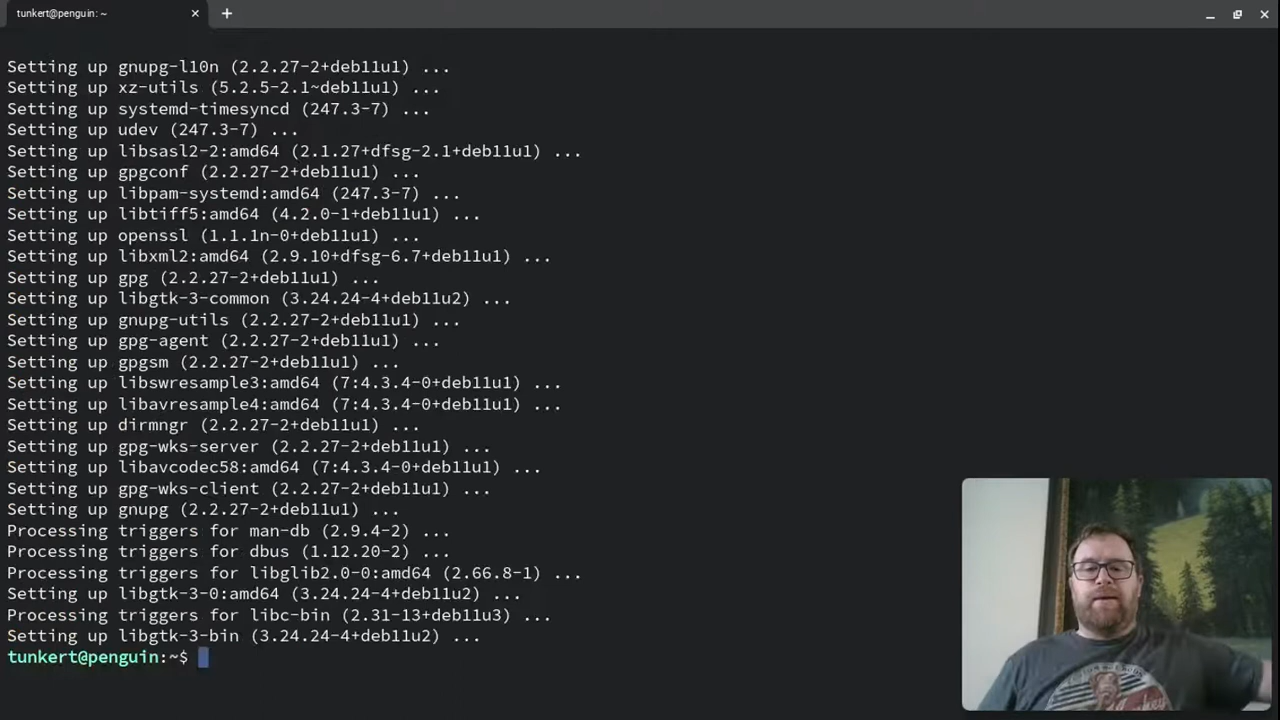 tunkert@penguin: ~
Setting up gnupg-l10n (2.2.27-2+deb11u1) ...
Setting up xz-utils (5.2.5-2.1~deb11u1) ...
Setting up systemd-timesyncd (247.3-7) ...
Setting up udev (247.3-7) ...
Setting up libsasl2-2:amd64 (2.1.27+dfsg-2.1+deb11u1) ...
Setting up gpgconf (2.2.27-2+deb11u1) ...
Setting up libpam-systemd:amd64 (247.3-7) ...
Setting up libtiff5:amd64 (4.2.0-1+deb11u1) ...
Setting up openssl (1.1.1n-0+deb11u1) ...
Setting up libxml2:amd64 (2.9.10+dfsg-6.7+deb11u1) ...
Setting up gpg (2.2.27-2+deb11u1) ...
Setting up libgtk-3-common (3.24.24-4+deb11u2) ...
Setting up gnupg-utils (2.2.27-2+deb11u1) ...
Setting up gpg-agent (2.2.27-2+deb11u1) ...
Setting up gpgsm (2.2.27-2+deb11u1) ...
Setting up libswresample3:amd64 (7:4.3.4-0+deb11u1) ...
Setting up libavresample4:amd64 (7:4.3.4-0+deb11u1) ...
Setting up dirmngr (2.2.27-2+deb11u1) ...
Setting up gpg-wks-server (2.2.27-2+deb11u1) ...
Setting up libavcodec58:amd64 (7:4.3.4-0+deb11u1) ...
Setting up gpg-wks-client (2.2.27-2+deb11u1) ...
Setting up gnupg (2.2.27-2+deb11u1) ...
Processing triggers for man-db (2.9.4-2) ...
Processing triggers for dbus (1.12.20-2) ...
Processing triggers for libglib2.0-0:amd64 (2.66.8-1) ...
Setting up libgtk-3-0:amd64 (3.24.24-4+deb11u2) ...
Processing triggers for libc-bin (2.31-13+deb11u3) ...
Setting up libgtk-3-bin (3.24.24-4+deb11u2) ...
tunkert@penguin:~$